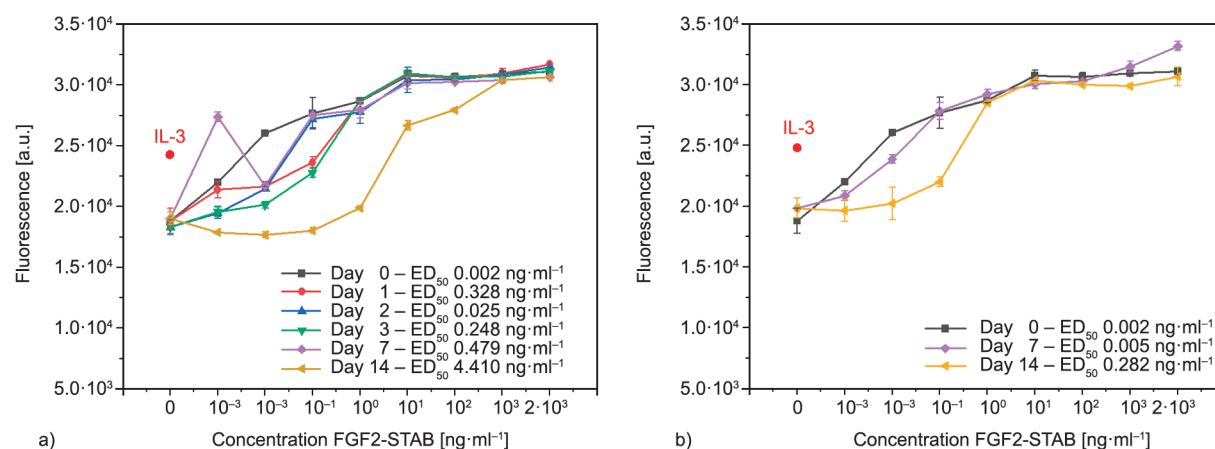 3.5·10⁴
3.0·10⁴
2.5·10⁴
2.0·10⁴
1.5·10⁴
1.0·10⁴
5.0·10³
Fluorescence [a.u.]
IL-3
Day 0 – ED₅₀ 0.002 ng·ml⁻¹
Day 1 – ED₅₀ 0.328 ng·ml⁻¹
Day 2 – ED₅₀ 0.025 ng·ml⁻¹
Day 3 – ED₅₀ 0.248 ng·ml⁻¹
Day 7 – ED₅₀ 0.479 ng·ml⁻¹
Day 14 – ED₅₀ 4.410 ng·ml⁻¹
0 10⁻³ 10⁻³ 10⁻¹ 10⁰ 10¹ 10² 10³ 2·10³
a) Concentration FGF2-STAB [ng·ml⁻¹]
3.5·10⁴
3.0·10⁴
2.5·10⁴
2.0·10⁴
1.5·10⁴
1.0·10⁴
5.0·10³
Fluorescence [a.u.]
IL-3
Day 0 – ED₅₀ 0.002 ng·ml⁻¹
Day 7 – ED₅₀ 0.005 ng·ml⁻¹
Day 14 – ED₅₀ 0.282 ng·ml⁻¹
0 10⁻³ 10⁻³ 10⁻¹ 10⁰ 10¹ 10² 10³ 2·10³
b) Concentration FGF2-STAB [ng·ml⁻¹]